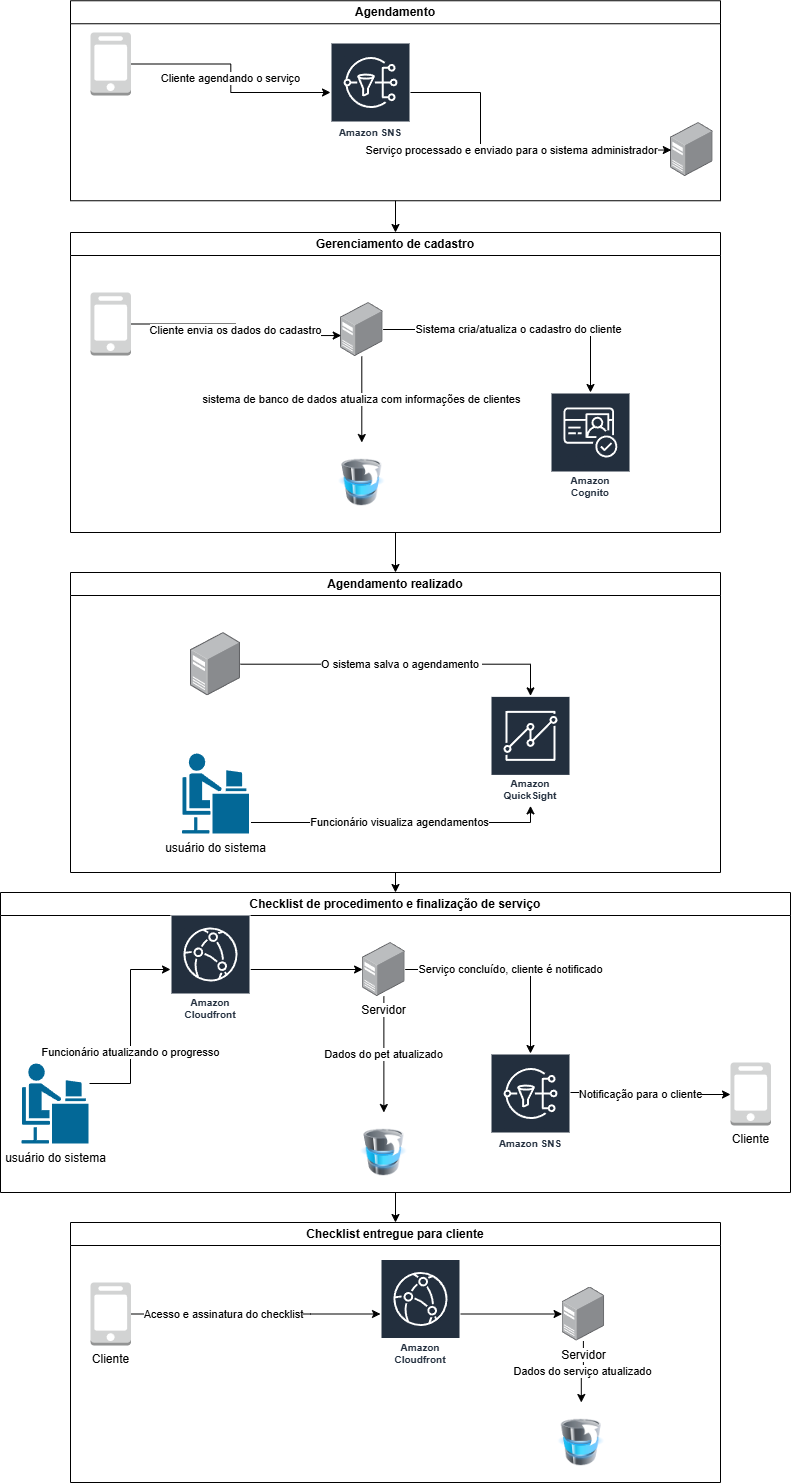 Agendamento
Cliente agendando o serviço
Amazon SNS
Serviço processado e enviado para o sistema administrador
Gerenciamento de cadastro
Cliente envia os dados do cadastro
Sistema cria/atualiza o cadastro do cliente
sistema de banco de dados atualiza com informações de clientes
Amazon
Cognito
Agendamento realizado
O sistema salva o agendamento
Amazon
QuickSight
Funcionário visualiza agendamentos
usuário do sistema
Checklist de procedimento e finalização de serviço
Amazon
Cloudfront
Serviço concluído, cliente é notificado
Servidor
Funcionário atualizando o progresso
Dados do pet atualizado
Notificação para o cliente
Amazon SNS
Cliente
usuário do sistema
Checklist entregue para cliente
Acesso e assinatura do checklist
Cliente
Amazon
Cloudfront
Servidor
Dados do serviço atualizado